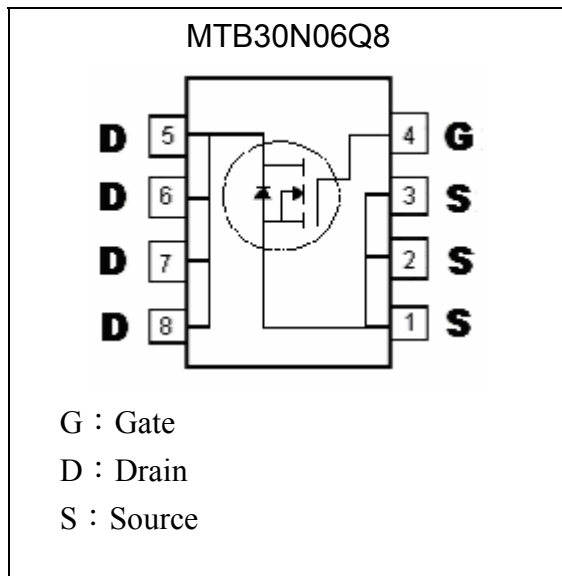 MTB30N06Q8
D 5 4 G
D 6 3 S
D 7 2 S
D 8 1 S
G：Gate
D：Drain
S：Source